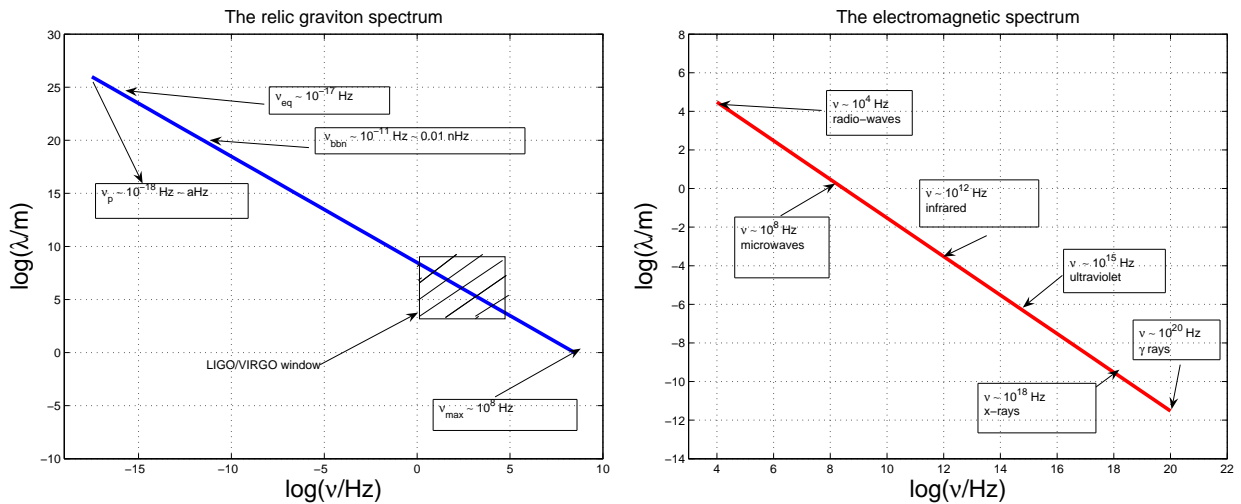 The relic graviton spectrum
30
25
20
15
10
5
0
−5
−10
log(λ/m)
ν_eq ~ 10^−17 Hz
ν_bbn ~ 10^−11 Hz ~ 0.01 nHz
ν_p ~ 10^−18 Hz ~ aHz
LIGO/VIRGO window
ν_max ~ 10^8 Hz
−15 −10 −5 0 5 10
log(ν/Hz)
The electromagnetic spectrum
8
6
4
2
0
−2
−4
−6
−8
−10
−12
−14
log(λ/m)
ν ~ 10^4 Hz
radio−waves
ν ~ 10^12 Hz
infrared
ν ~ 10^8 Hz
microwaves
ν ~ 10^15 Hz
ultraviolet
ν ~ 10^20 Hz
γ rays
ν ~ 10^18 Hz
x−rays
4 6 8 10 12 14 16 18 20 22
log(ν/Hz)